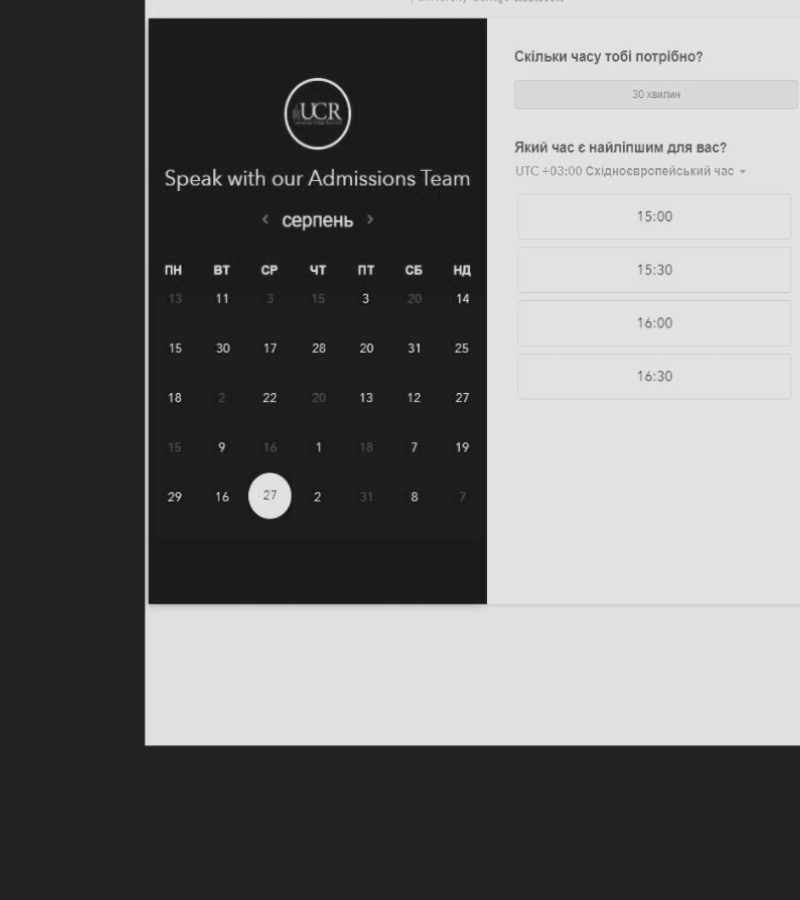 UCR
Speak with our Admissions Team
серпень
ПН ВТ СР ЧТ ПТ СБ НД
13 11 3 15 3 20 14
15 30 17 28 20 31 25
18 2 22 20 13 12 27
15 9 16 1 18 7 19
29 16 27 2 31 8 7
Скільки часу тобі потрібно?
30 хвилин
Який час є найліпшим для вас?
UTC +03:00 Східноєвропейський час
15:00
15:30
16:00
16:30